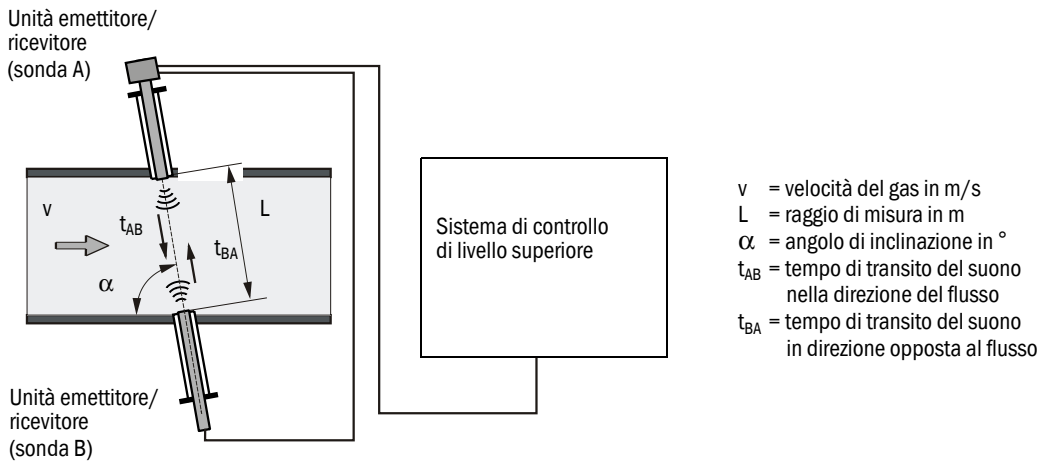 Unità emettitore/
ricevitore
(sonda A)
v
t_AB
L
t_BA
α
Unità emettitore/
ricevitore
(sonda B)
Sistema di controllo
di livello superiore
v = velocità del gas in m/s
L = raggio di misura in m
α = angolo di inclinazione in °
t_AB = tempo di transito del suono
nella direzione del flusso
t_BA = tempo di transito del suono
in direzione opposta al flusso